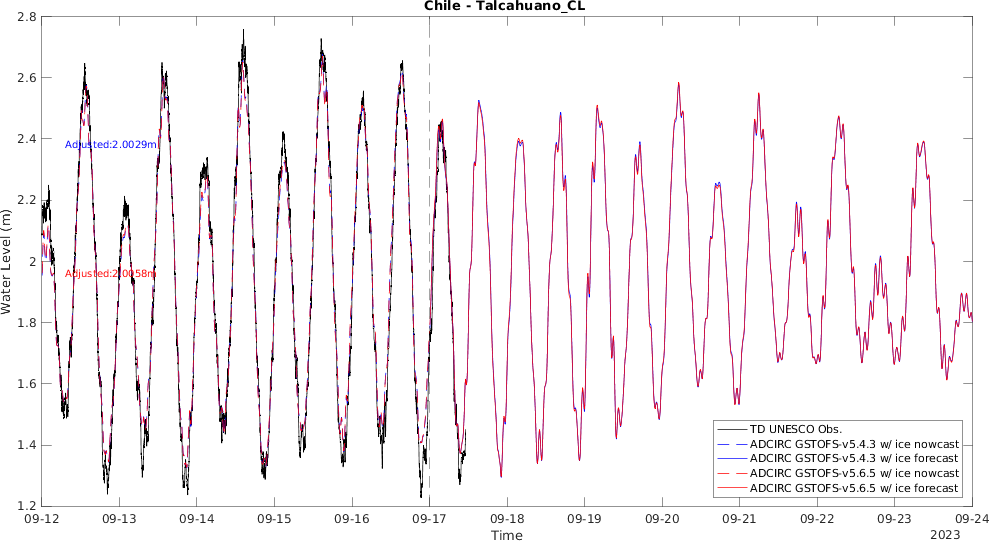 Chile - Talcahuano_CL
2.8
2.6
2.4
2.2
2
1.8
1.6
1.4
1.2
Water Level (m)
Adjusted:2.0029m
Adjusted:2.0058m
TD UNESCO Obs.
ADCIRC GSTOFS-v5.4.3 w/ ice nowcast
ADCIRC GSTOFS-v5.4.3 w/ ice forecast
ADCIRC GSTOFS-v5.6.5 w/ ice nowcast
ADCIRC GSTOFS-v5.6.5 w/ ice forecast
09-12 09-13 09-14 09-15 09-16 09-17 09-18 09-19 09-20 09-21 09-22 09-23 09-24
Time
2023